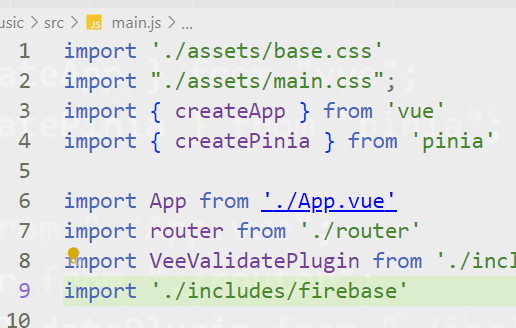 usic > src > JS main.js > ...
1 import './assets/base.css'
2 import "./assets/main.css";
3 import { createApp } from 'vue'
4 import { createPinia } from 'pinia'
5
6 import App from './App.vue'
7 import router from './router'
8 import VeeValidatePlugin from './incl
9 import './includes/firebase'
10